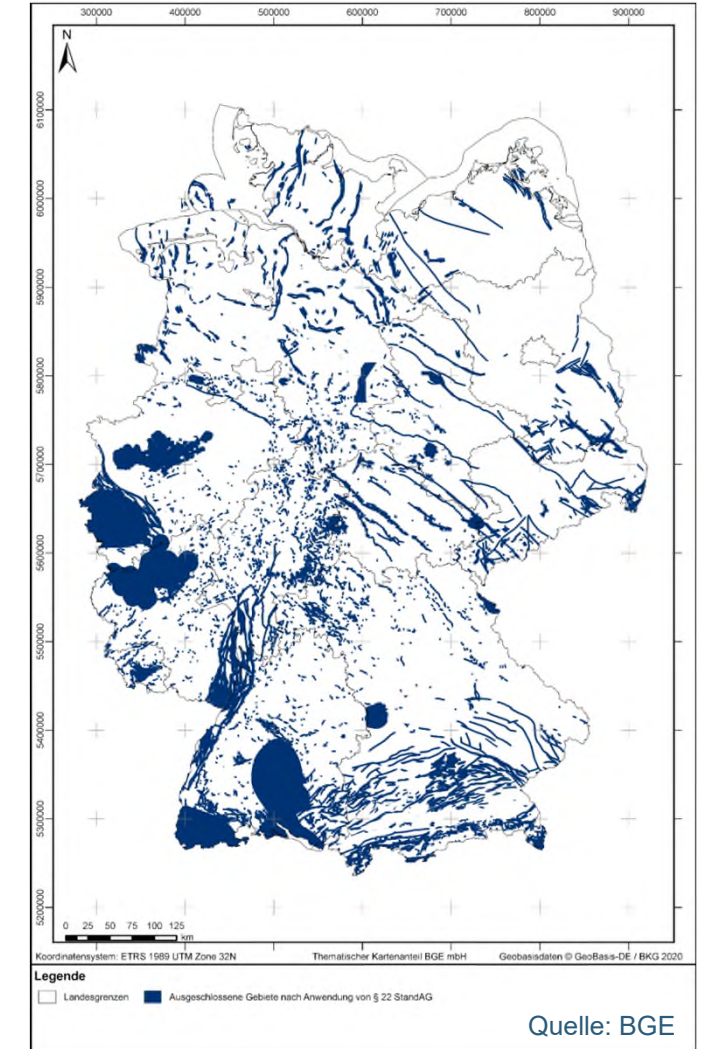 300000 400000 500000 600000 700000 800000 900000
N
6100000
6000000
5900000
5800000
5700000
5600000
5500000
5400000
5300000
5200000
0 25 50 75 100 125
km
Koordinatensystem: ETRS 1989 UTM Zone 32N Thematischer Kartenanteil BGE mbH Geobasisdaten © GeoBasis-DE / BKG 2020
Legende
Landesgrenzen Ausgeschlossene Gebiete nach Anwendung von § 22 StandAG
Quelle: BGE